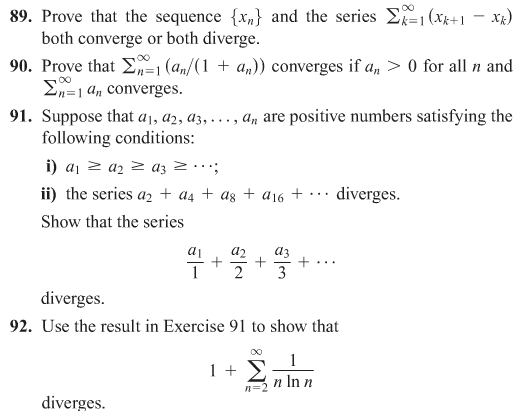 89. Prove that the sequence {xₙ} and the series ∑_{k=1}^{∞} (x_{k+1} − x_k)
both converge or both diverge.
90. Prove that ∑_{n=1}^{∞} (aₙ/(1 + aₙ)) converges if aₙ > 0 for all n and
∑_{n=1}^{∞} aₙ converges.
91. Suppose that a₁, a₂, a₃, . . . , aₙ are positive numbers satisfying the
following conditions:
i) a₁ ≥ a₂ ≥ a₃ ≥ · · ·;
ii) the series a₂ + a₄ + a₈ + a₁₆ + · · · diverges.
Show that the series
a₁/1 + a₂/2 + a₃/3 + · · ·
diverges.
92. Use the result in Exercise 91 to show that
1 + ∑_{n=2}^{∞} 1/(n ln n)
diverges.